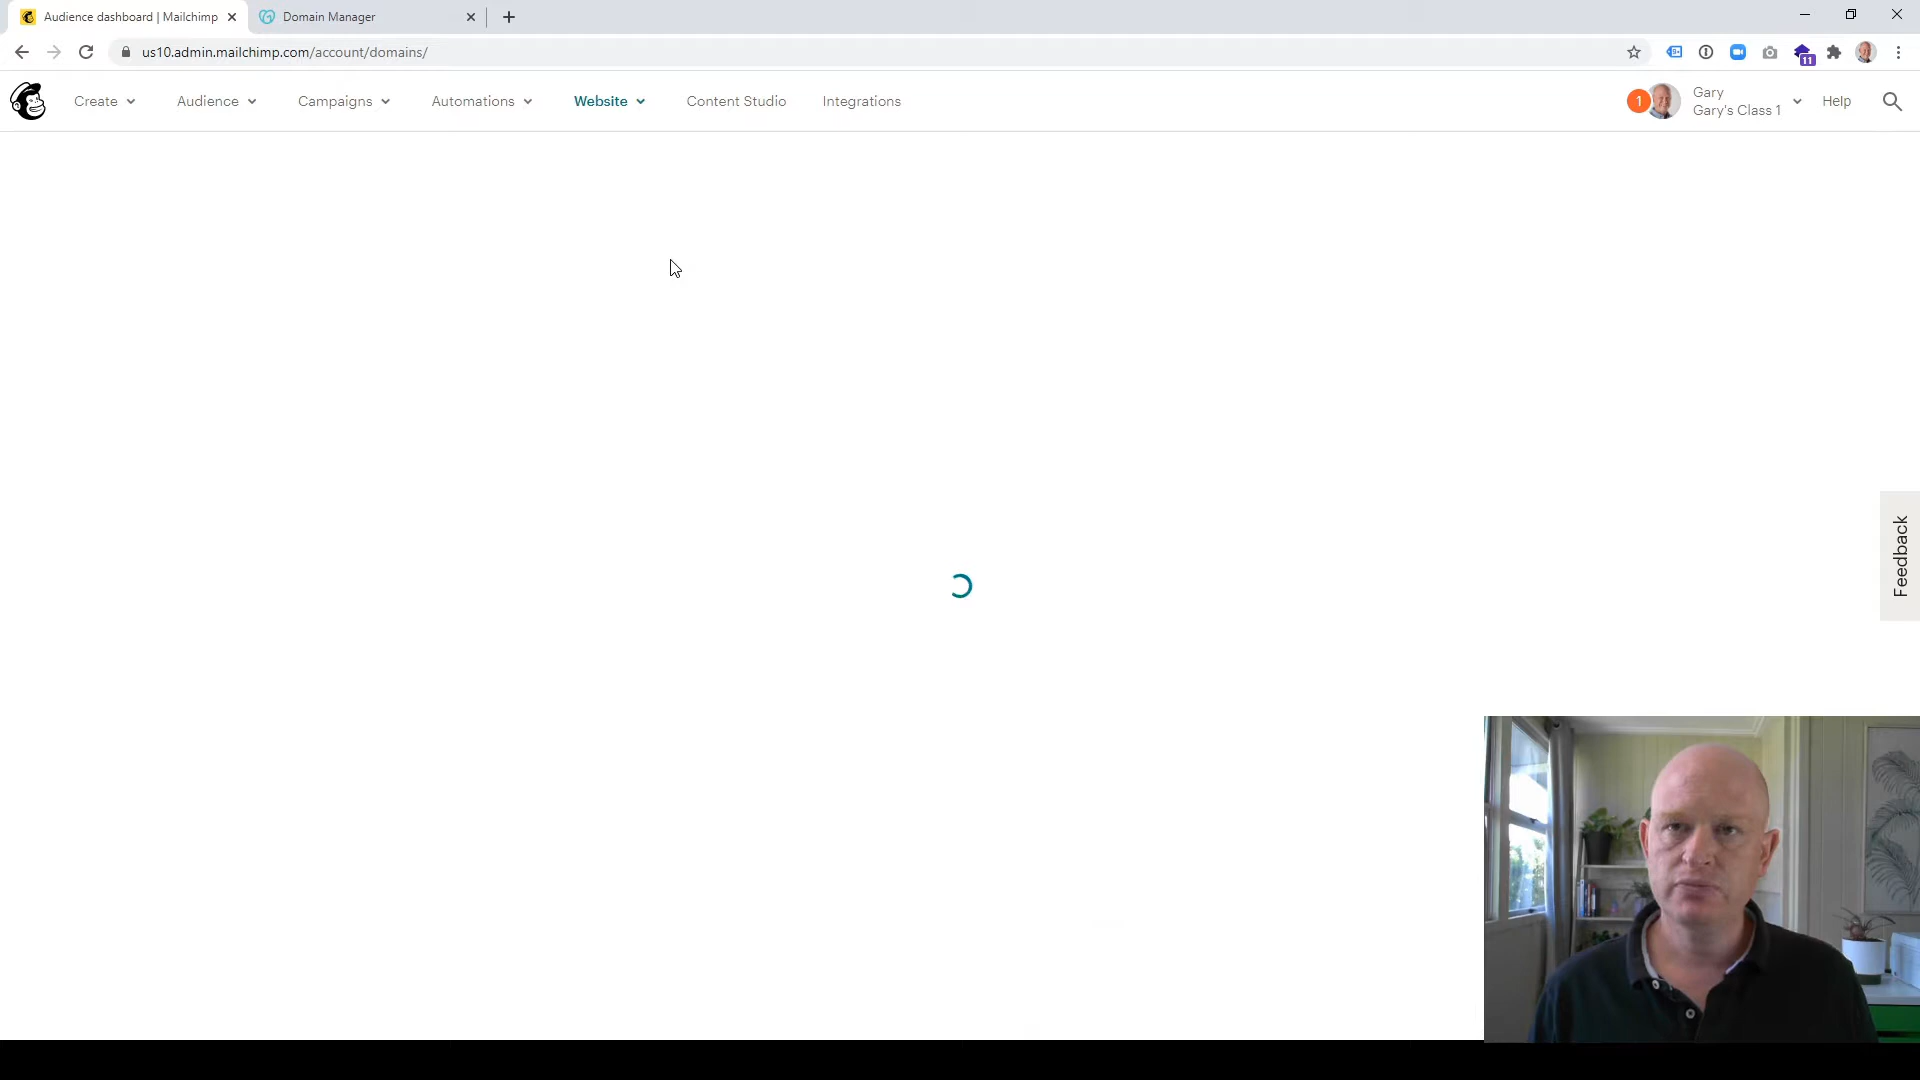 Audience dashboard | Mailchimp
Domain Manager
us10.admin.mailchimp.com/account/domains/
11
Create
Audience
Campaigns
Automations
Website
Content Studio
Integrations
1
Gary
Gary's Class 1
Help
Feedback